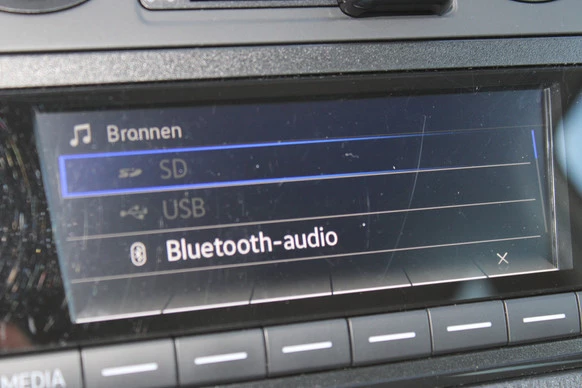 Bronnen
SD
USB
Bluetooth-audio
MEDIA